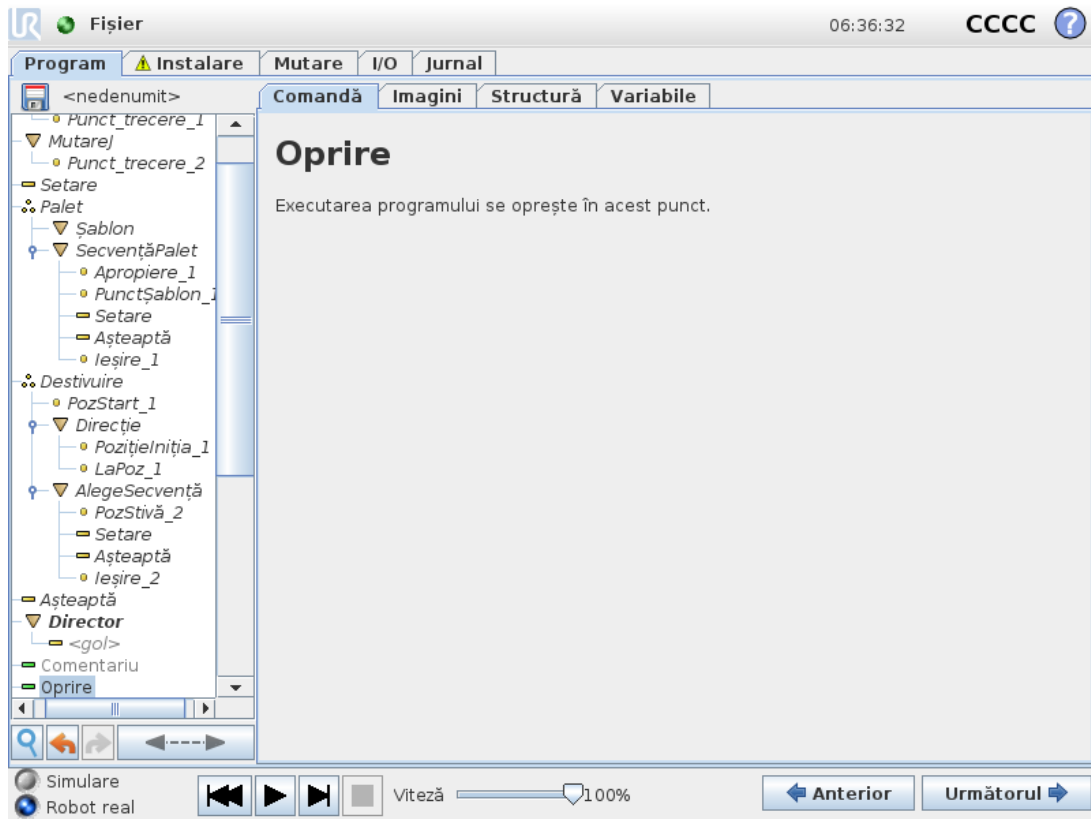 Fișier 06:36:32 CCCC ?
Program Instalare Mutare I/O Jurnal
<nedenumit> Comandă Imagini Structură Variabile
Punct_trecere_1
MutareJ
Punct_trecere_2
Setare
Palet
Șablon
SecvențăPalet
Apropiere_1
PunctȘablon_1
Setare
Așteaptă
Ieșire_1
Destivuire
PozStart_1
Direcție
PozițieIniția_1
LaPoz_1
AlegeSecvență
PozStivă_2
Setare
Așteaptă
Ieșire_2
Așteaptă
Director
<gol>
Comentariu
Oprire
Oprire
Executarea programului se oprește în acest punct.
Simulare
Robot real
Viteză 100%
Anterior Următorul